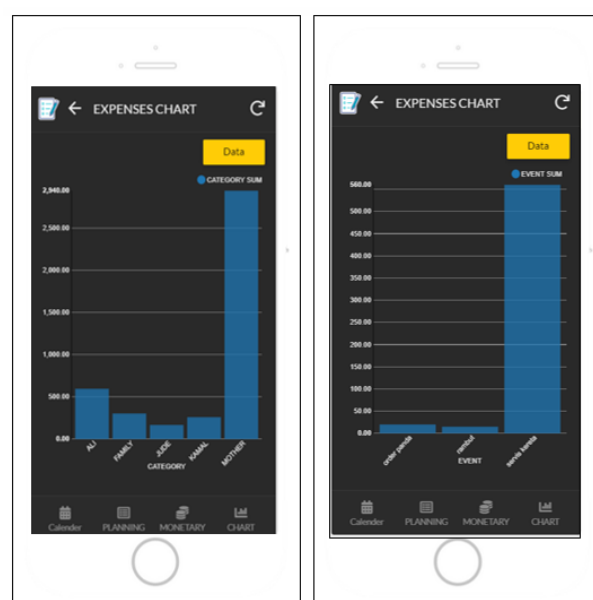 EXPENSES CHART
Data
CATEGORY SUM
2,940.00
2,500.00
2,000.00
1,500.00
1,000.00
500.00
0.00
ALI
FAMILY
JUDE
KAMAL
MOTHER
CATEGORY
Calender PLANNING MONETARY CHART
EXPENSES CHART
Data
EVENT SUM
560.00
500.00
450.00
400.00
350.00
300.00
250.00
200.00
150.00
100.00
50.00
0.00
order panda
rambut
servis kereta
EVENT
Calender PLANNING MONETARY CHART